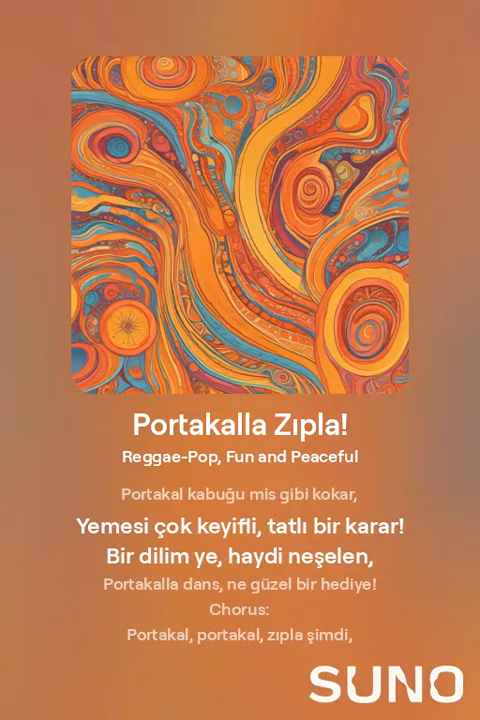 Portakalla Zıpla!
Reggae-Pop, Fun and Peaceful
Portakal kabuğu mis gibi kokar,
Yemesi çok keyifli, tatlı bir karar!
Bir dilim ye, haydi neşelen,
Portakalla dans, ne güzel bir hediye!
Chorus:
Portakal, portakal, zıpla şimdi,
SUNO